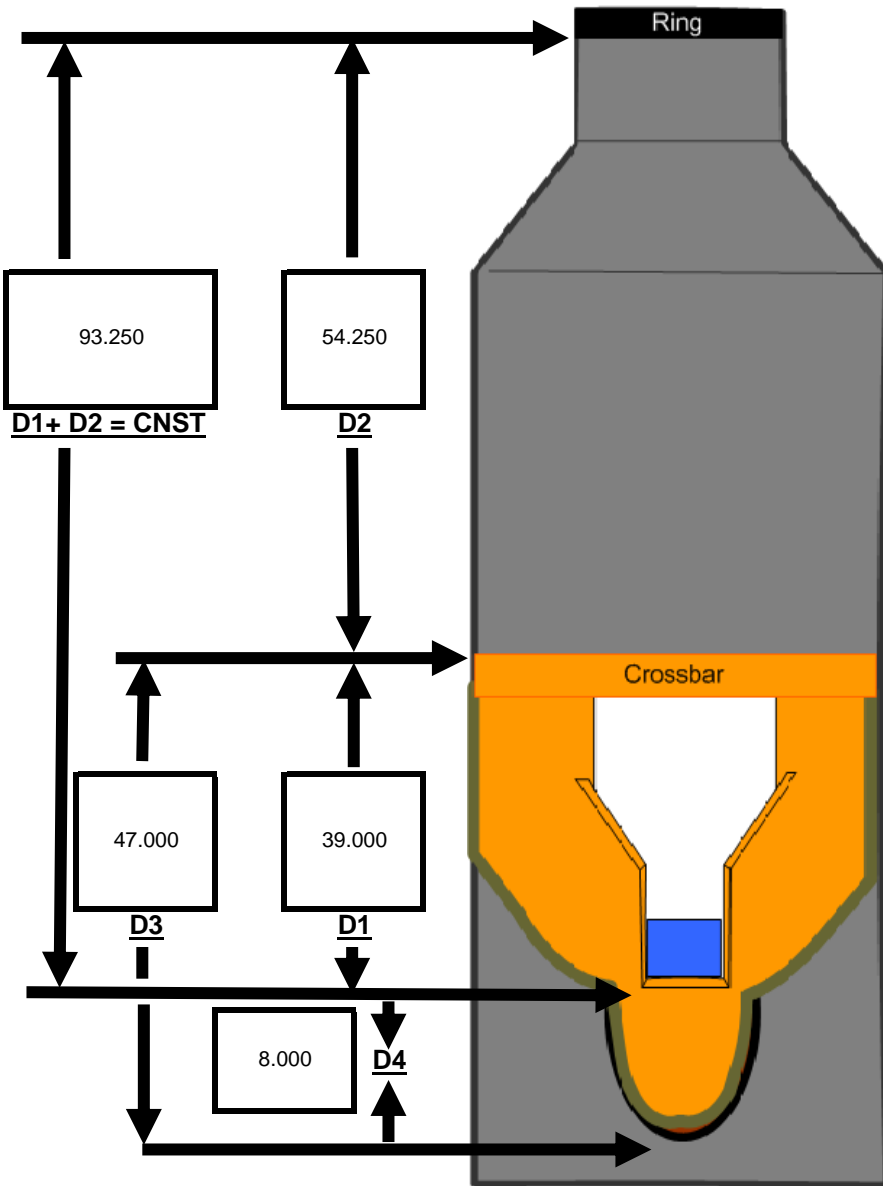 Ring
93.250
54.250
D1+ D2 = CNST
D2
Crossbar
47.000
39.000
D3
D1
8.000
D4